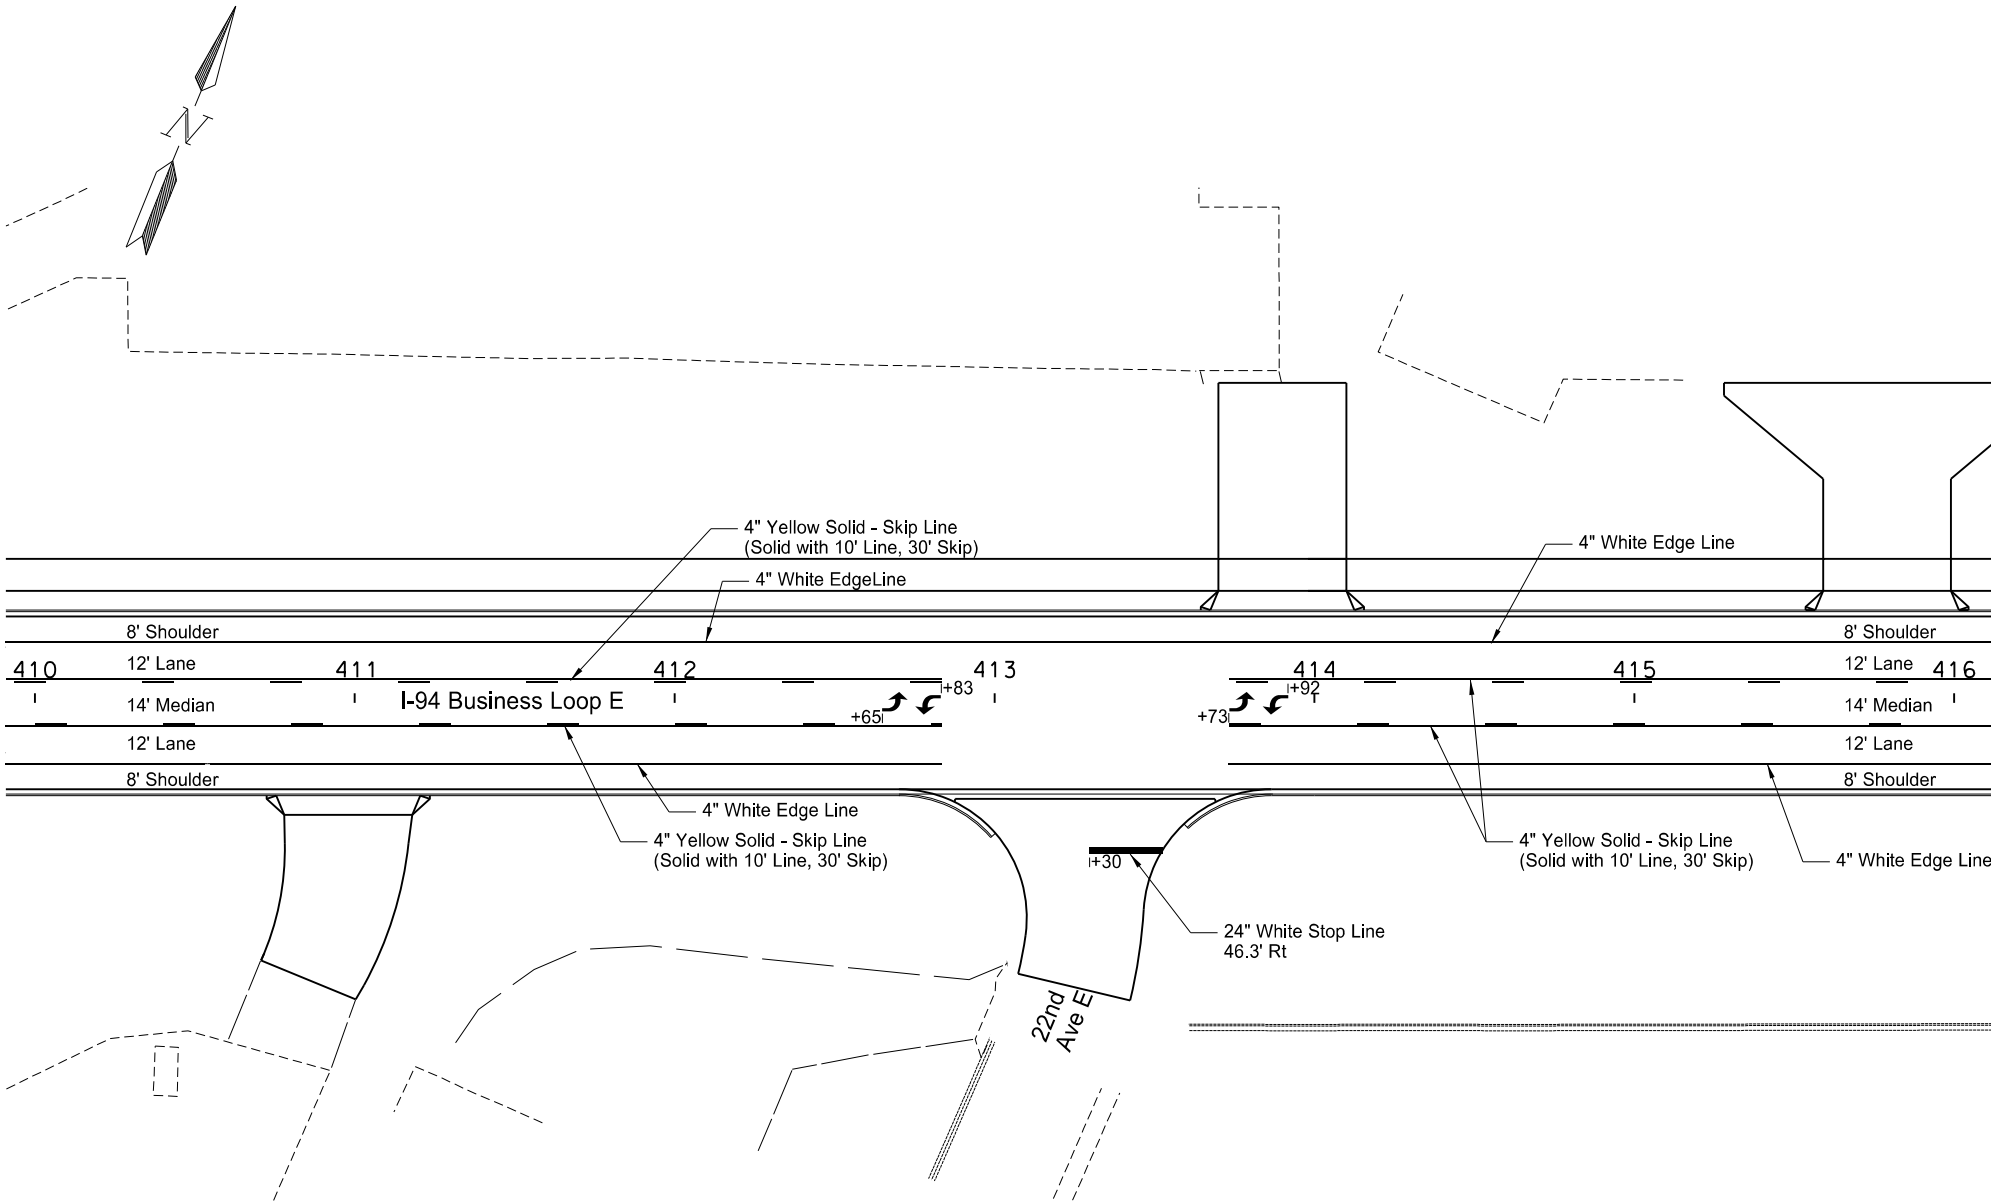 N
4" Yellow Solid - Skip Line
(Solid with 10' Line, 30' Skip)
4" White Edge Line
4" White EdgeLine
8' Shoulder
8' Shoulder
12' Lane
12' Lane
410
411
412
413
414
415
416
I-94 Business Loop E
14' Median
14' Median
+83
+92
+65
+73
12' Lane
12' Lane
8' Shoulder
8' Shoulder
4" White Edge Line
4" Yellow Solid - Skip Line
(Solid with 10' Line, 30' Skip)
+30
4" Yellow Solid - Skip Line
(Solid with 10' Line, 30' Skip)
4" White Edge Line
24" White Stop Line
46.3' Rt
22nd
Ave E